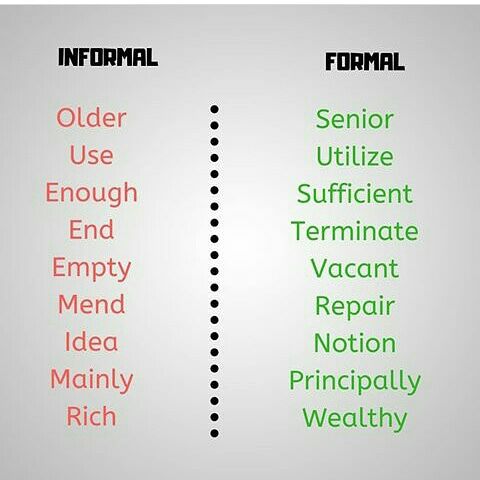 INFORMAL
FORMAL
Older
Senior
Use
Utilize
Enough
Sufficient
End
Terminate
Empty
Vacant
Mend
Repair
Idea
Notion
Mainly
Principally
Rich
Wealthy